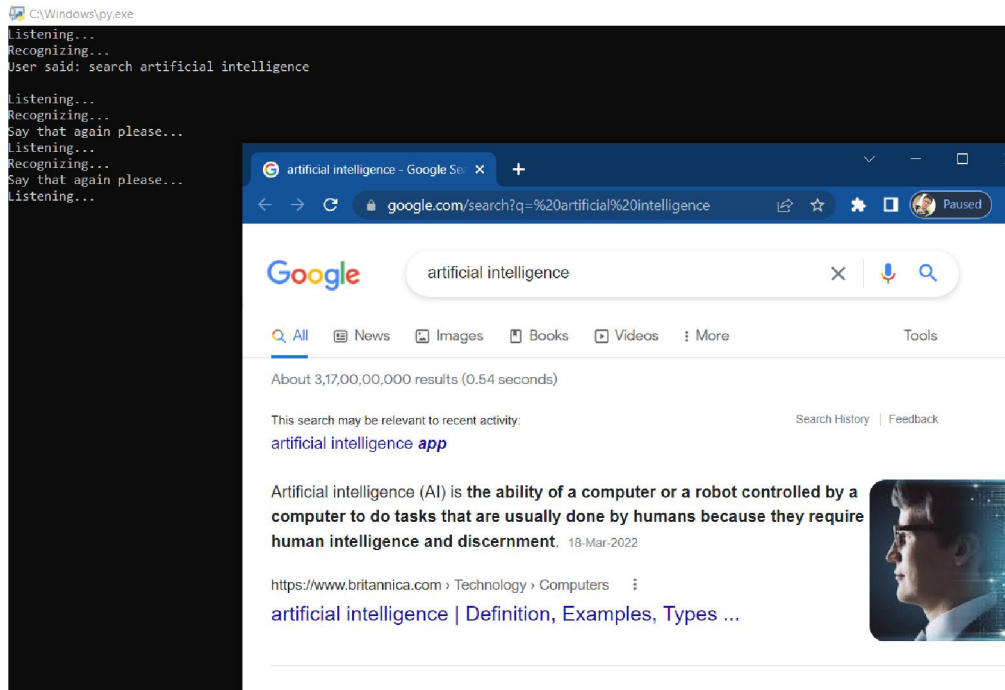 C:\Windows\py.exe
Listening...
Recognizing...
User said: search artificial intelligence
Listening...
Recognizing...
Say that again please...
Listening...
Recognizing...
Say that again please...
Listening...
artificial intelligence - Google Se
google.com/search?q=%20artificial%20intelligence
Paused
Google
artificial intelligence
All News Images Books Videos More Tools
About 3,17,00,00,000 results (0.54 seconds)
This search may be relevant to recent activity: Search History | Feedback
artificial intelligence app
Artificial intelligence (AI) is the ability of a computer or a robot controlled by a
computer to do tasks that are usually done by humans because they require
human intelligence and discernment. 18-Mar-2022
https://www.britannica.com › Technology › Computers
artificial intelligence | Definition, Examples, Types ...